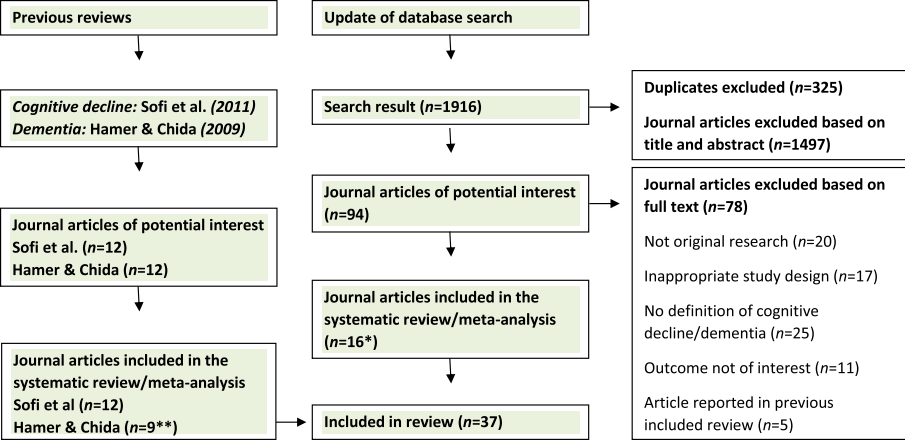 Previous reviews
Cognitive decline: Sofi et al. (2011)
Dementia: Hamer & Chida (2009)
Journal articles of potential interest
Sofi et al. (n=12)
Hamer & Chida (n=12)
Journal articles included in the
systematic review/meta-analysis
Sofi et al (n=12)
Hamer & Chida (n=9**)
Update of database search
Search result (n=1916)
Journal articles of potential interest
(n=94)
Journal articles included in the
systematic review/meta-analysis
(n=16*)
Included in review (n=37)
Duplicates excluded (n=325)
Journal articles excluded based on
title and abstract (n=1497)
Journal articles excluded based on
full text (n=78)
Not original research (n=20)
Inappropriate study design (n=17)
No definition of cognitive
decline/dementia (n=25)
Outcome not of interest (n=11)
Article reported in previous
included review (n=5)